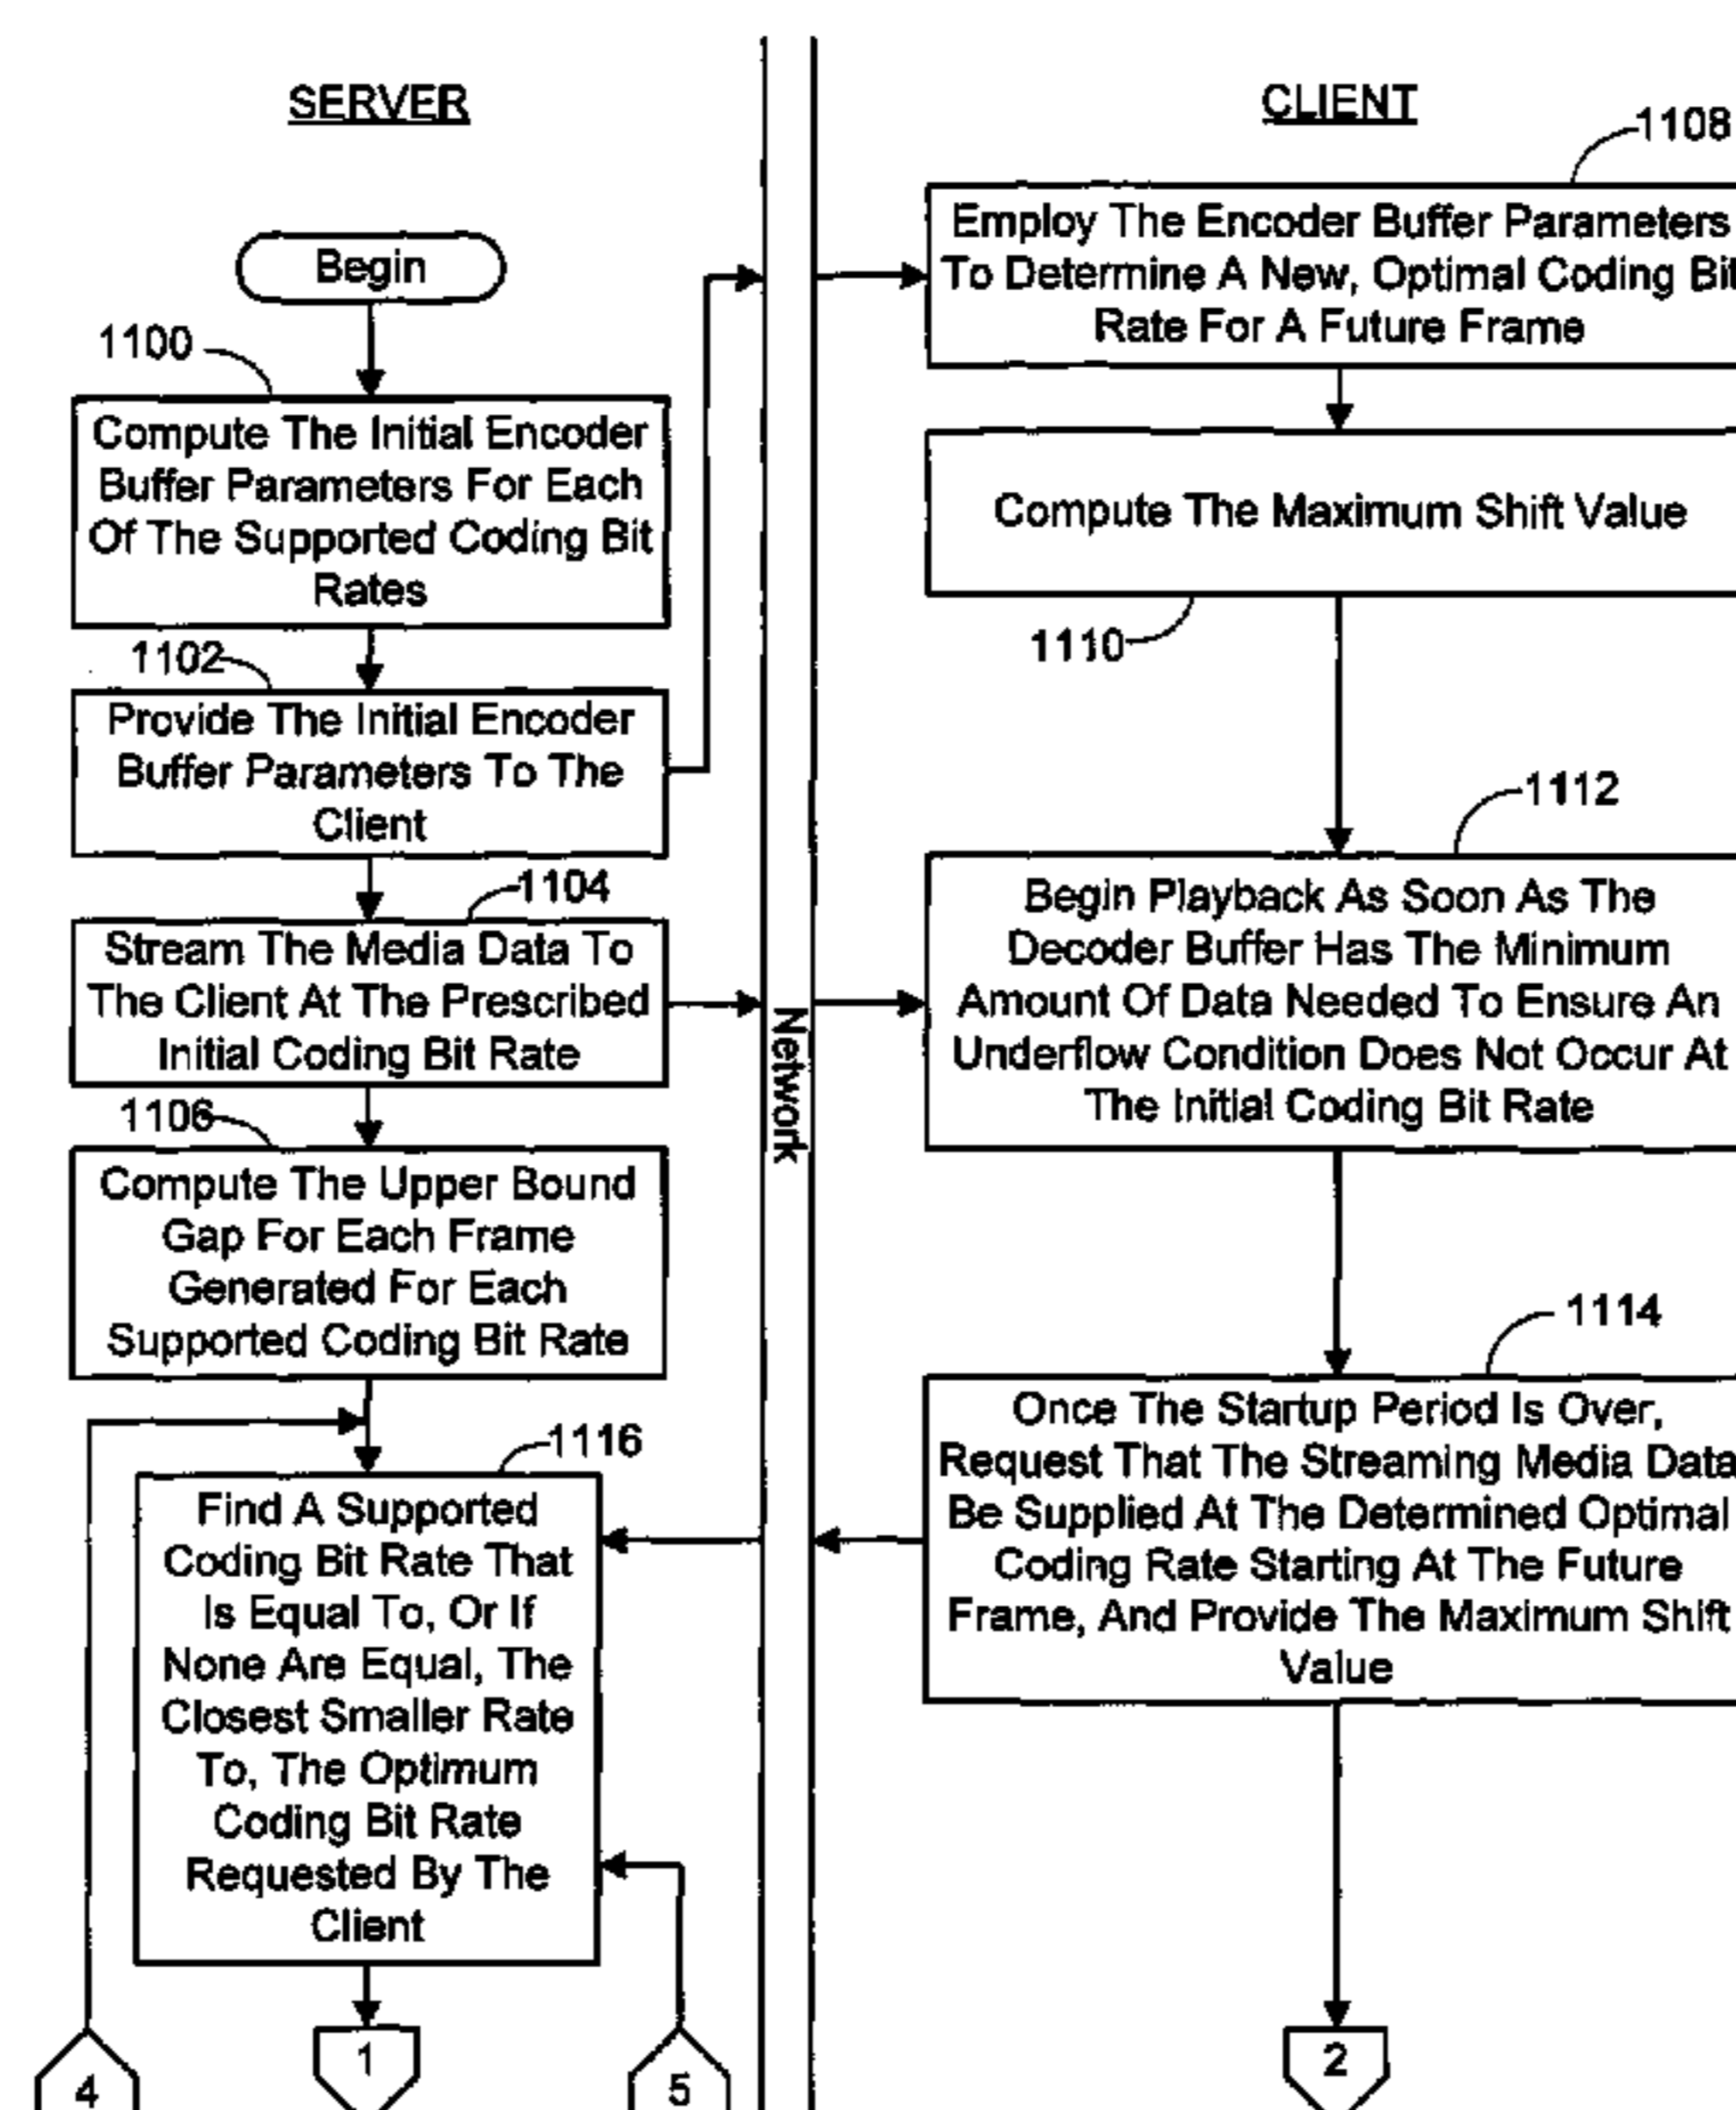 SERVER
Begin
1100
Compute The Initial Encoder
Buffer Parameters For Each
Of The Supported Coding Bit
Rates
1102
Provide The Initial Encoder
Buffer Parameters To The
Client
1104
Stream The Media Data To
The Client At The Prescribed
Initial Coding Bit Rate
1106
Compute The Upper Bound
Gap For Each Frame
Generated For Each
Supported Coding Bit Rate
1116
Find A Supported
Coding Bit Rate That
Is Equal To, Or If
None Are Equal, The
Closest Smaller Rate
To, The Optimum
Coding Bit Rate
Requested By The
Client
4
1
5
Network
CLIENT
1108
Employ The Encoder Buffer Parameters
To Determine A New, Optimal Coding Bit
Rate For A Future Frame
Compute The Maximum Shift Value
1110
1112
Begin Playback As Soon As The
Decoder Buffer Has The Minimum
Amount Of Data Needed To Ensure An
Underflow Condition Does Not Occur At
The Initial Coding Bit Rate
1114
Once The Startup Period Is Over,
Request That The Streaming Media Data
Be Supplied At The Determined Optimal
Coding Rate Starting At The Future
Frame, And Provide The Maximum Shift
Value
2